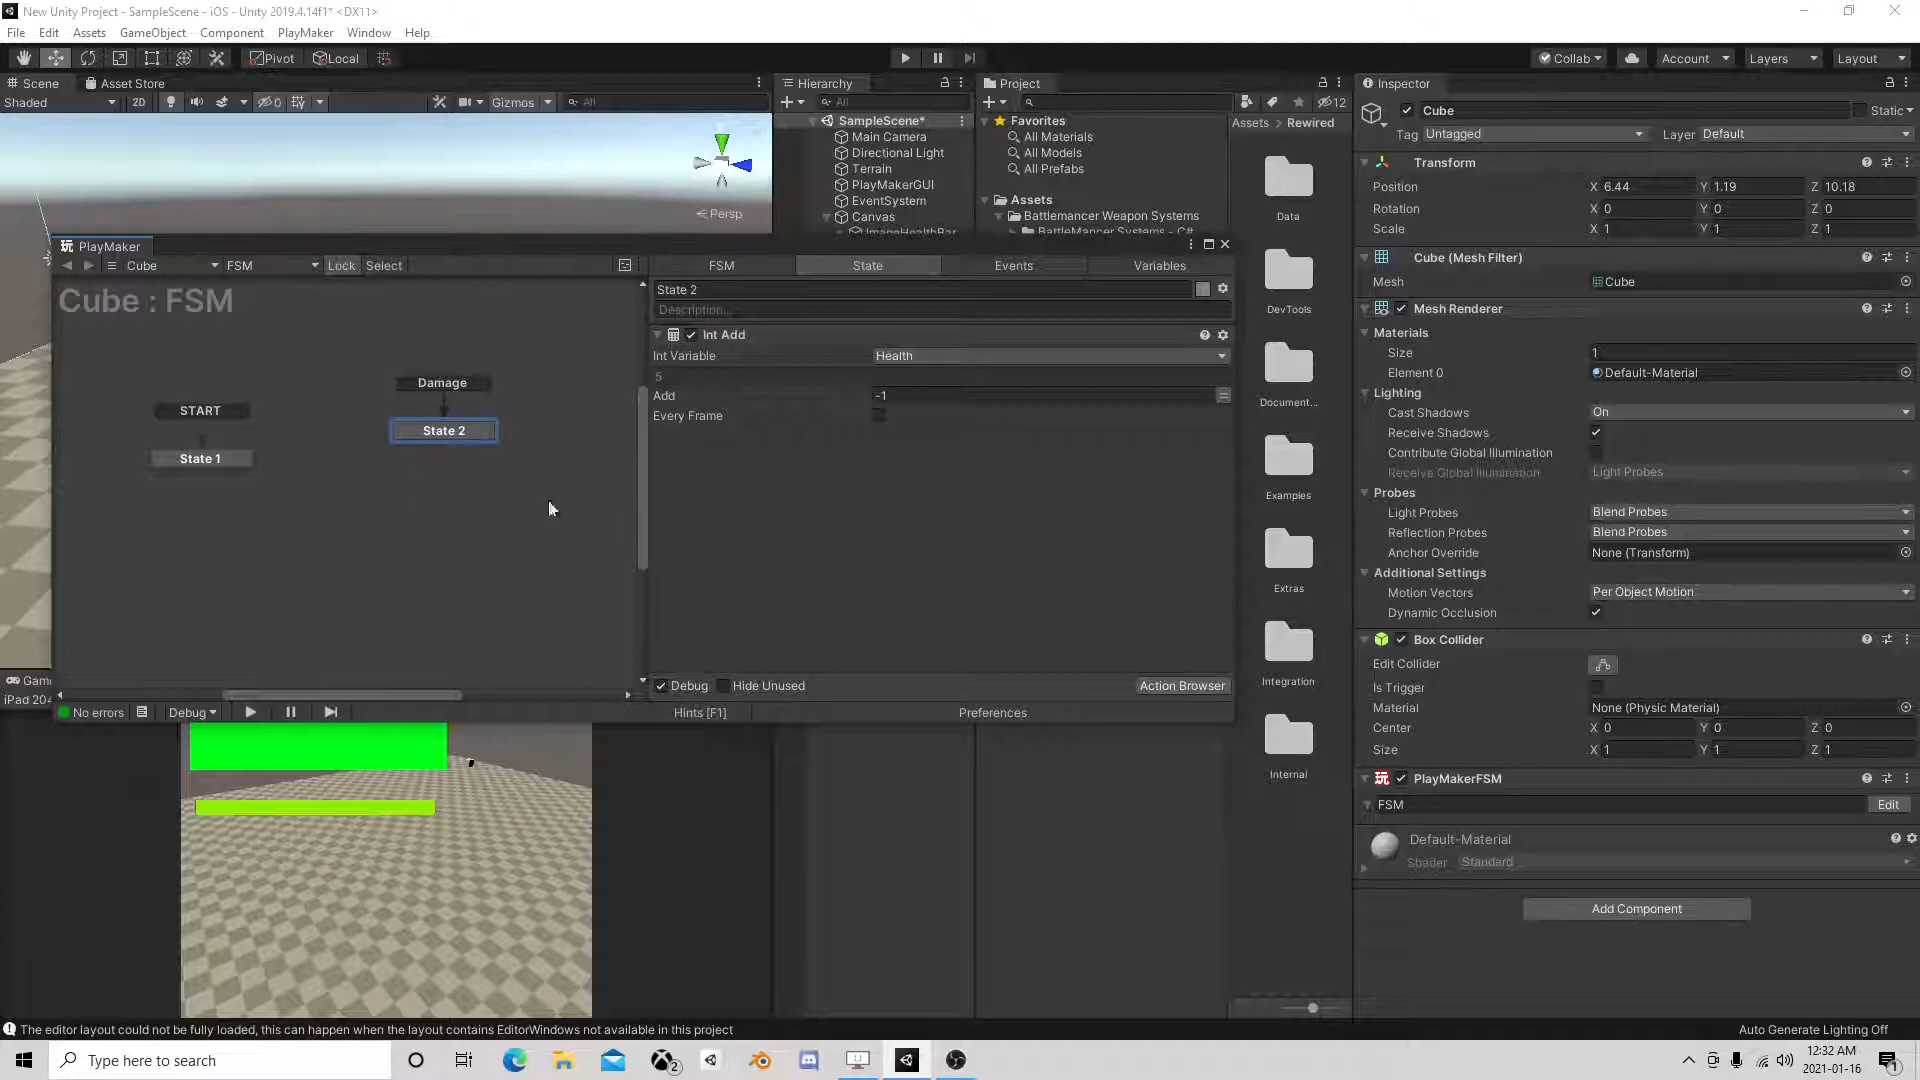 New Unity Project - SampleScene - iOS - Unity 2019.4.14f1* <DX11>
File Edit Assets GameObject Component PlayMaker Window Help
Pivot Local Collab Account Layers Layout
Scene Asset Store
Shaded 2D 0 Gizmos All
Persp
Hierarchy
All
SampleScene*
Main Camera
Directional Light
Terrain
PlayMakerGUI
EventSystem
Canvas
ImageHealthBar
Project
12
Favorites
All Materials
All Models
All Prefabs
Assets
Battlemancer Weapon Systems
BattleMancer Systems - C#
Assets > Rewired
Data
DevTools
Document...
Examples
Extras
Integration
Internal
PlayMaker
Cube FSM Lock Select
Cube : FSM
START
State 1
Damage
State 2
FSM State Events Variables
State 2
Description...
Int Add
Int Variable Health
5
Add -1
Every Frame
Debug Hide Unused Action Browser
No errors Debug Hints [F1] Preferences
Game
iPad 204
Inspector
Cube Static
Tag Untagged Layer Default
Transform
Position X 6.44 Y 1.19 Z 10.18
Rotation X 0 Y 0 Z 0
Scale X 1 Y 1 Z 1
Cube (Mesh Filter)
Mesh Cube
Mesh Renderer
Materials
Size 1
Element 0 Default-Material
Lighting
Cast Shadows On
Receive Shadows
Contribute Global Illumination
Receive Global Illumination Light Probes
Probes
Light Probes Blend Probes
Reflection Probes Blend Probes
Anchor Override None (Transform)
Additional Settings
Motion Vectors Per Object Motion
Dynamic Occlusion
Box Collider
Edit Collider
Is Trigger
Material None (Physic Material)
Center X 0 Y 0 Z 0
Size X 1 Y 1 Z 1
PlayMakerFSM
FSM Edit
Default-Material
Shader Standard
Add Component
The editor layout could not be fully loaded, this can happen when the layout contains EditorWindows not available in this project
Auto Generate Lighting Off
Type here to search
2
12:32 AM
2021-01-16
1